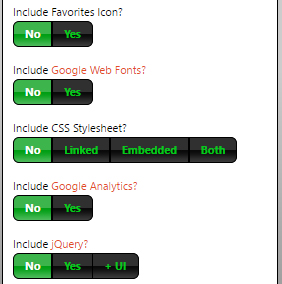 Include Favorites Icon?
No Yes
Include Google Web Fonts?
No Yes
Include CSS Stylesheet?
No Linked Embedded Both
Include Google Analytics?
No Yes
Include jQuery?
No Yes + UI